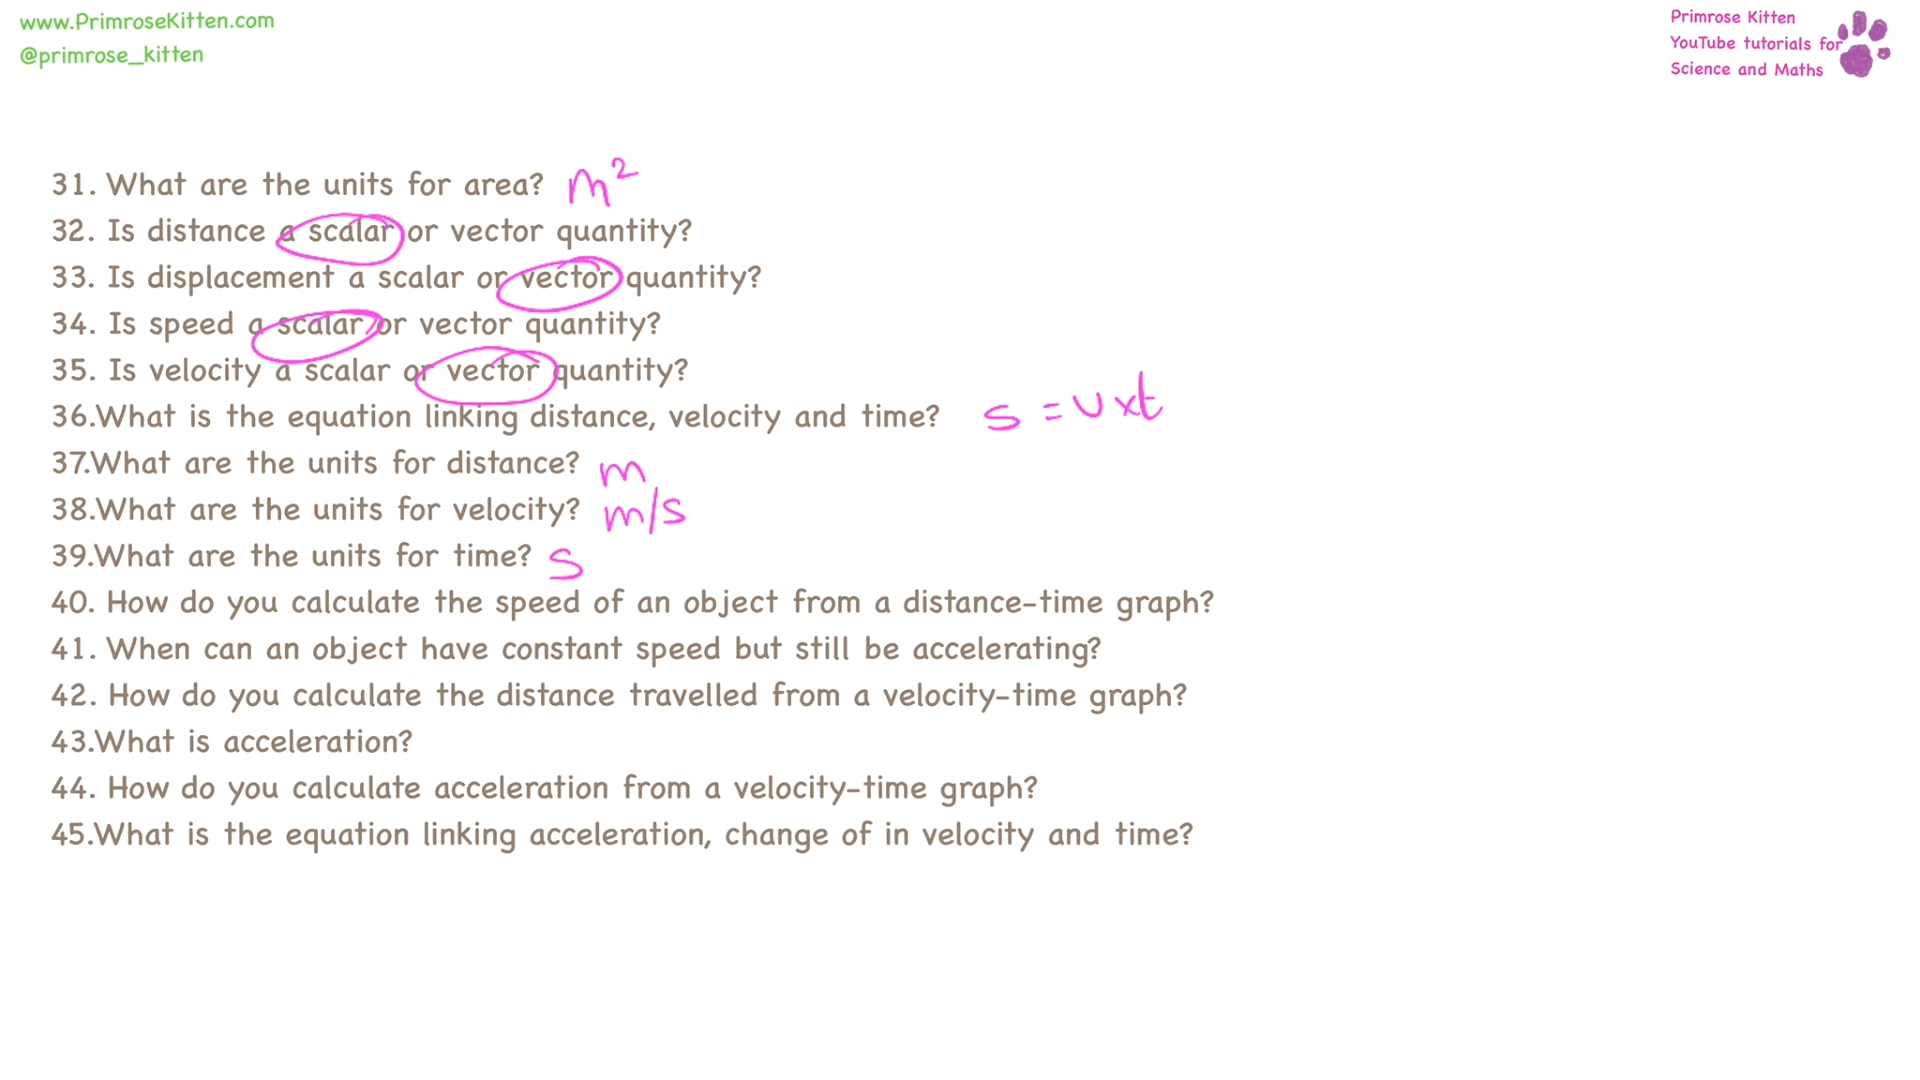 www.PrimroseKitten.com
@primrose_kitten
Primrose Kitten
YouTube tutorials for
Science and Maths
31. What are the units for area? m²
32. Is distance a scalar or vector quantity?
33. Is displacement a scalar or vector quantity?
34. Is speed a scalar or vector quantity?
35. Is velocity a scalar or vector quantity?
36.What is the equation linking distance, velocity and time? s = v x t
37.What are the units for distance? m
38.What are the units for velocity? m/s
39.What are the units for time? s
40. How do you calculate the speed of an object from a distance-time graph?
41. When can an object have constant speed but still be accelerating?
42. How do you calculate the distance travelled from a velocity-time graph?
43.What is acceleration?
44. How do you calculate acceleration from a velocity-time graph?
45.What is the equation linking acceleration, change of in velocity and time?